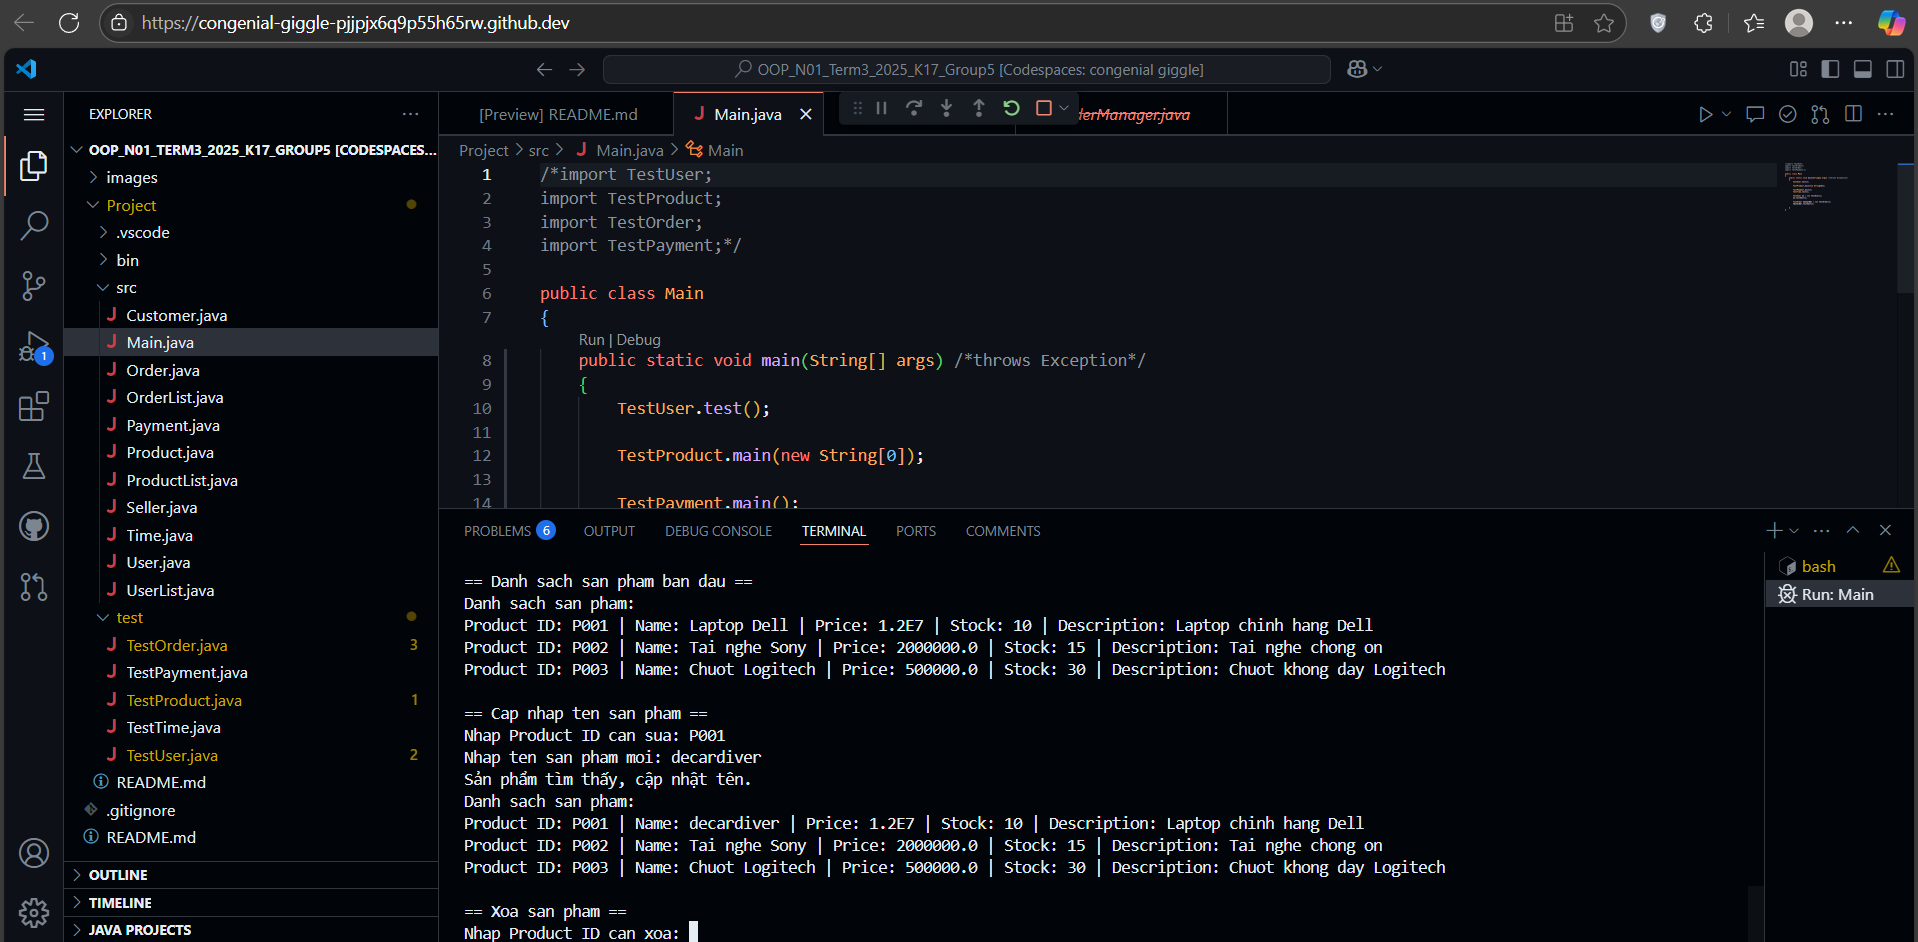 https://congenial-giggle-pjjpjx6q9p55h65rw.github.dev
OOP_N01_Term3_2025_K17_Group5 [Codespaces: congenial giggle]
EXPLORER
OOP_N01_TERM3_2025_K17_GROUP5 [CODESPACES...
images
Project
.vscode
bin
src
Customer.java
Main.java
Order.java
OrderList.java
Payment.java
Product.java
ProductList.java
Seller.java
Time.java
User.java
UserList.java
test
TestOrder.java 3
TestPayment.java
TestProduct.java 1
TestTime.java
TestUser.java 2
README.md
.gitignore
README.md
OUTLINE
TIMELINE
JAVA PROJECTS
1
[Preview] README.md
Main.java
derManager.java
Project > src > Main.java > Main
1 /*import TestUser;
2 import TestProduct;
3 import TestOrder;
4 import TestPayment;*/
5
6 public class Main
7 {
Run | Debug
8 public static void main(String[] args) /*throws Exception*/
9 {
10 TestUser.test();
11
12 TestProduct.main(new String[0]);
13
14 TestPayment.main();
PROBLEMS 6 OUTPUT DEBUG CONSOLE TERMINAL PORTS COMMENTS
== Danh sach san pham ban dau ==
Danh sach san pham:
Product ID: P001 | Name: Laptop Dell | Price: 1.2E7 | Stock: 10 | Description: Laptop chinh hang Dell
Product ID: P002 | Name: Tai nghe Sony | Price: 2000000.0 | Stock: 15 | Description: Tai nghe chong on
Product ID: P003 | Name: Chuot Logitech | Price: 500000.0 | Stock: 30 | Description: Chuot khong day Logitech
== Cap nhap ten san pham ==
Nhap Product ID can sua: P001
Nhap ten san pham moi: decardiver
Sản phẩm tìm thấy, cập nhật tên.
Danh sach san pham:
Product ID: P001 | Name: decardiver | Price: 1.2E7 | Stock: 10 | Description: Laptop chinh hang Dell
Product ID: P002 | Name: Tai nghe Sony | Price: 2000000.0 | Stock: 15 | Description: Tai nghe chong on
Product ID: P003 | Name: Chuot Logitech | Price: 500000.0 | Stock: 30 | Description: Chuot khong day Logitech
== Xoa san pham ==
Nhap Product ID can xoa:
bash
Run: Main